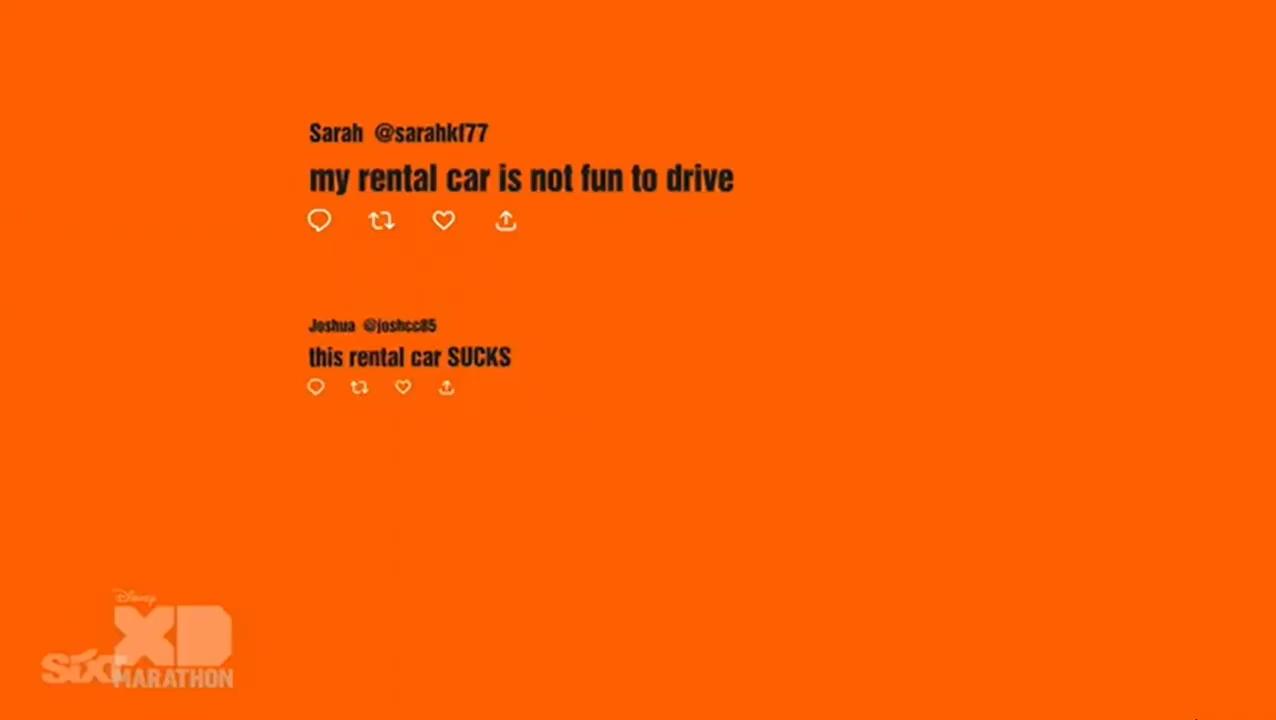 Sarah @sarahkf77
my rental car is not fun to drive
Joshua @joshcc85
this rental car SUCKS
Disney
XD
SIXT
MARATHON